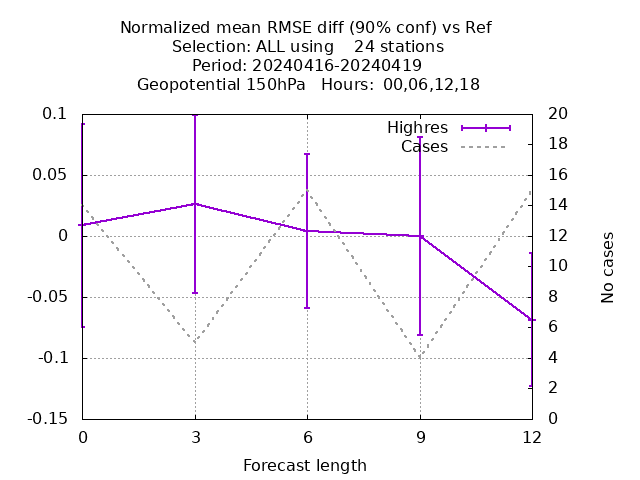 Normalized mean RMSE diff (90% conf) vs Ref
Selection: ALL using    24 stations
Period: 20240416-20240419
Geopotential 150hPa   Hours:  00,06,12,18
Highres
Cases
0.1
0.05
0
-0.05
-0.1
-0.15
20
18
16
14
12
10
8
6
4
2
0
No cases
0 3 6 9 12
Forecast length